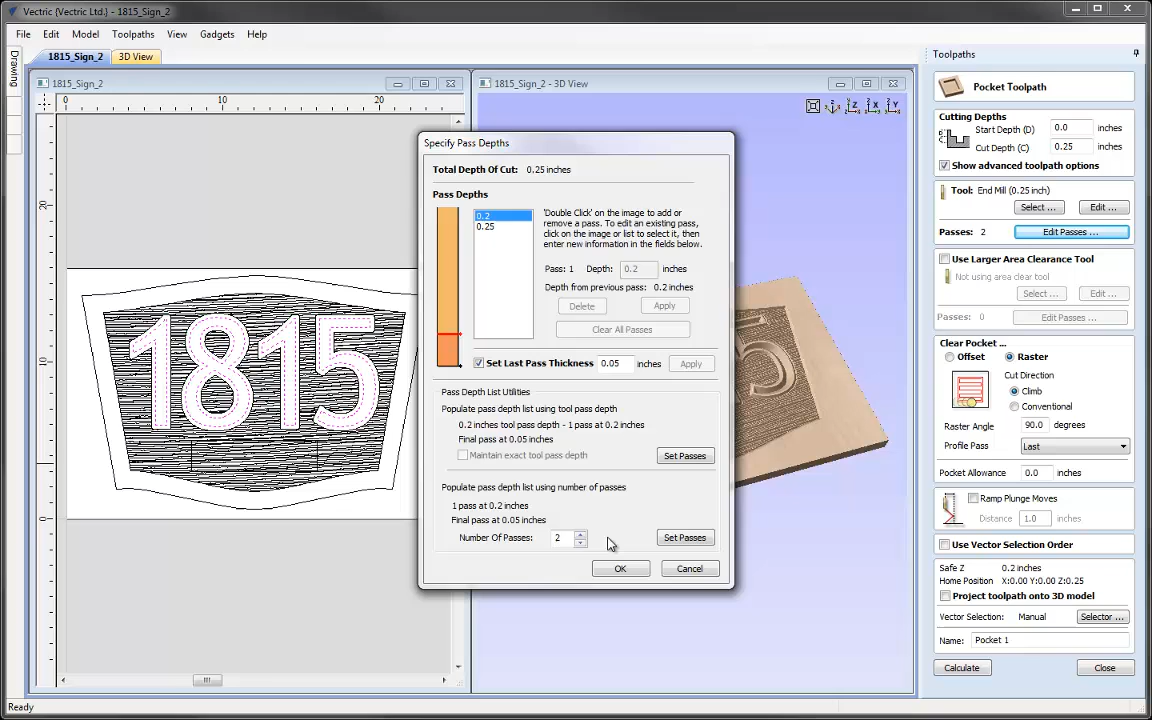 Vectric {Vectric Ltd.} - 1815_Sign_2
File Edit Model Toolpaths View Gadgets Help
Drawing
1815_Sign_2
3D View
1815_Sign_2
0 10 20
20
10
0
1815
1815_Sign_2 - 3D View
Specify Pass Depths
Total Depth Of Cut: 0.25 inches
Pass Depths
0.2
0.25
'Double Click' on the image to add or
remove a pass. To edit an existing pass,
click on the image or list to select it, then
enter new information in the fields below.
Pass: 1 Depth: 0.2 inches
Depth from previous pass: 0.2 inches
Delete Apply
Clear All Passes
Set Last Pass Thickness 0.05 inches Apply
Pass Depth List Utilities
Populate pass depth list using tool pass depth
0.2 inches tool pass depth - 1 pass at 0.2 inches
Final pass at 0.05 inches
Maintain exact tool pass depth Set Passes
Populate pass depth list using number of passes
1 pass at 0.2 inches
Final pass at 0.05 inches
Number Of Passes: 2 Set Passes
OK Cancel
Toolpaths
Pocket Toolpath
Cutting Depths
Start Depth (D) 0.0 inches
Cut Depth (C) 0.25 inches
Show advanced toolpath options
Tool: End Mill (0.25 inch)
Select ... Edit ...
Passes: 2 Edit Passes ...
Use Larger Area Clearance Tool
Not using area clear tool
Select ... Edit ...
Passes: 0 Edit Passes ...
Clear Pocket ...
Offset Raster
Cut Direction
Climb
Conventional
Raster Angle 90.0 degrees
Profile Pass Last
Pocket Allowance 0.0 inches
Ramp Plunge Moves
Distance 1.0 inches
Use Vector Selection Order
Safe Z 0.2 inches
Home Position X:0.00 Y:0.00 Z:0.25
Project toolpath onto 3D model
Vector Selection: Manual Selector ...
Name: Pocket 1
Calculate Close
Ready